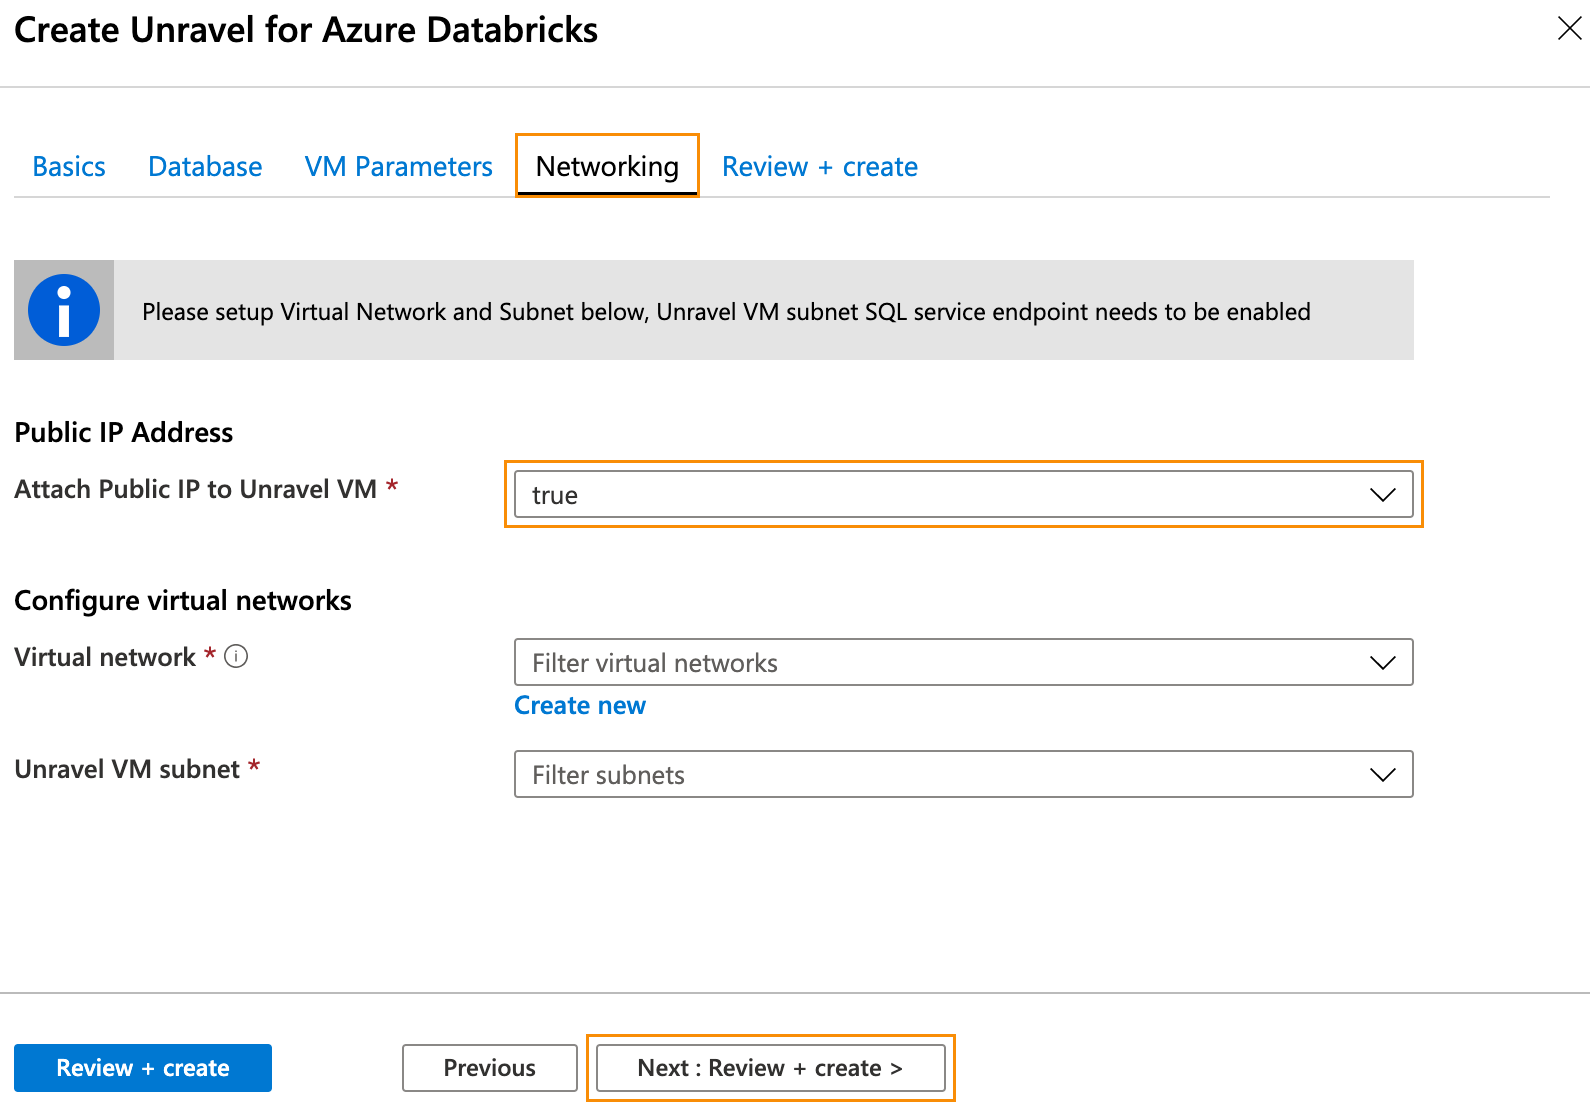 Create Unravel for Azure Databricks
Basics Database VM Parameters Networking Review + create
Please setup Virtual Network and Subnet below, Unravel VM subnet SQL service endpoint needs to be enabled
Public IP Address
Attach Public IP to Unravel VM * true
Configure virtual networks
Virtual network * Filter virtual networks
Create new
Unravel VM subnet * Filter subnets
Review + create Previous Next : Review + create >